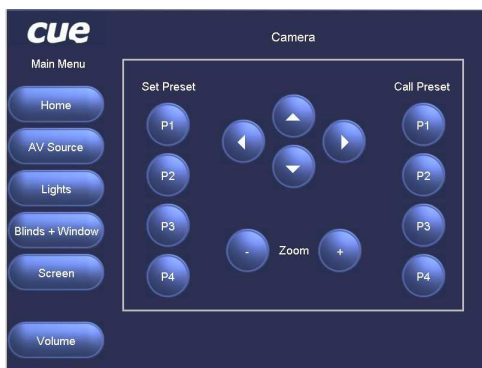 cue
Camera
Main Menu
Home
AV Source
Lights
Blinds + Window
Screen
Volume
Set Preset
P1
P2
P3
P4
- Zoom +
Call Preset
P1
P2
P3
P4